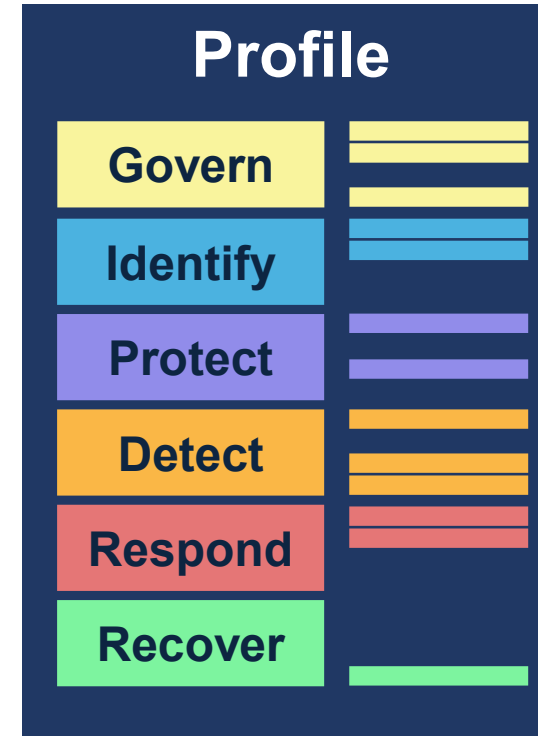 Profile
Govern
Identify
Protect
Detect
Respond
Recover